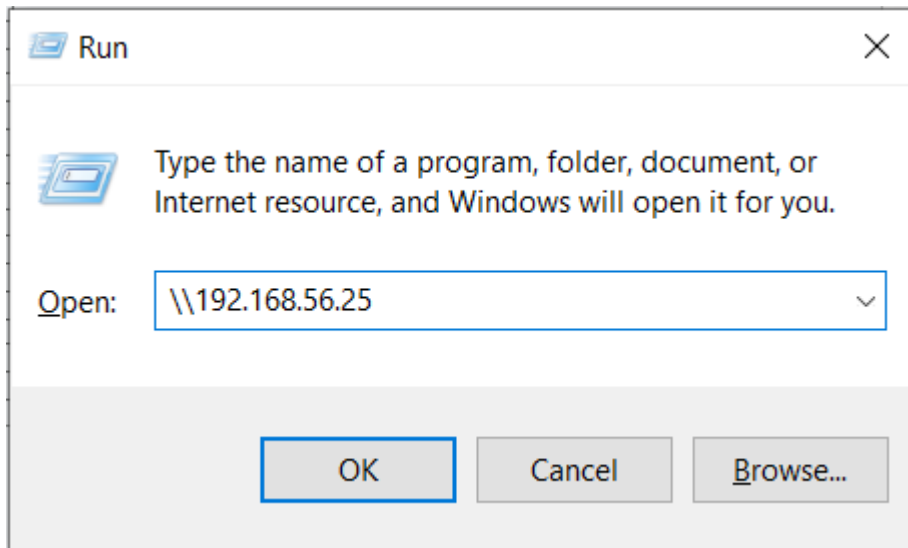 Run
Type the name of a program, folder, document, or
Internet resource, and Windows will open it for you.
Open: \\192.168.56.25
OK Cancel Browse...